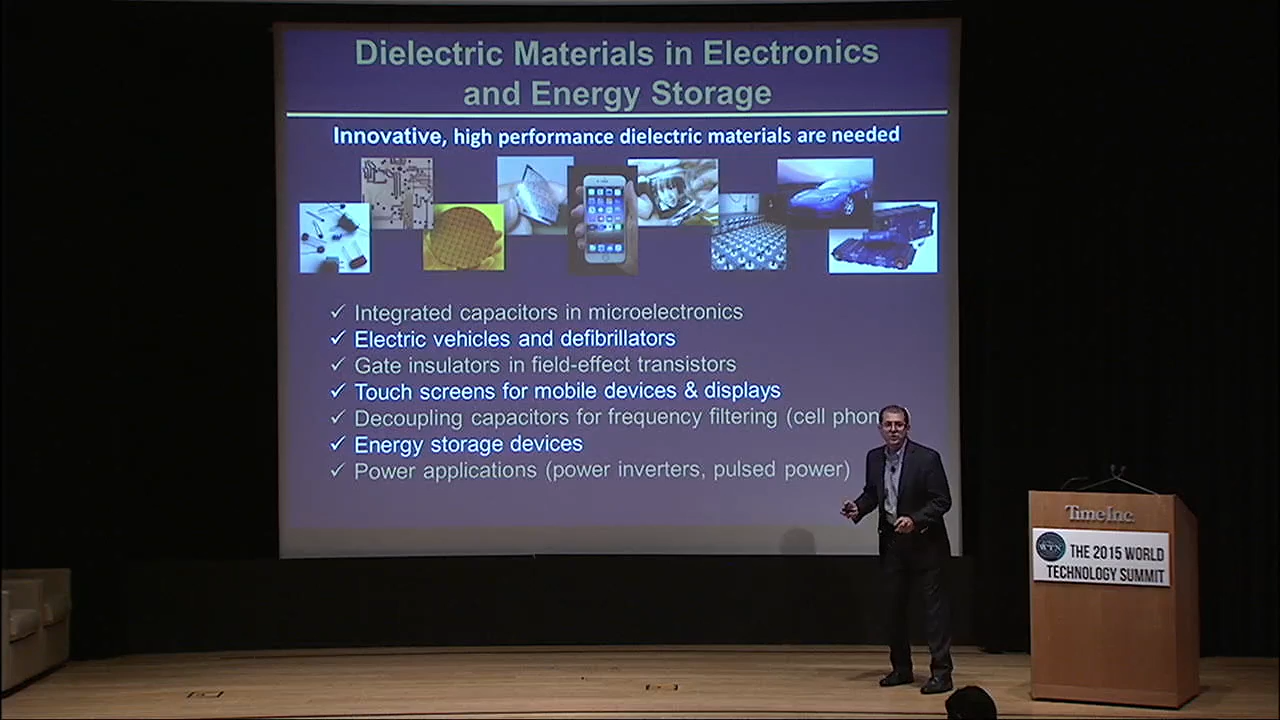 Dielectric Materials in Electronics
and Energy Storage
Innovative, high performance dielectric materials are needed
✓ Integrated capacitors in microelectronics
✓ Electric vehicles and defibrillators
✓ Gate insulators in field-effect transistors
✓ Touch screens for mobile devices & displays
✓ Decoupling capacitors for frequency filtering (cell phon
✓ Energy storage devices
✓ Power applications (power inverters, pulsed power)
Time Inc.
WTN
THE 2015 WORLD
TECHNOLOGY SUMMIT